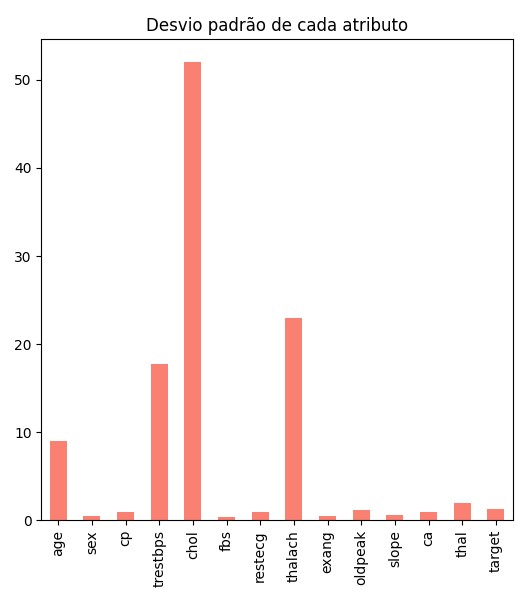 Desvio padrão de cada atributo
50
40
30
20
10
0
age
sex
cp
trestbps
chol
fbs
restecg
thalach
exang
oldpeak
slope
ca
thal
target